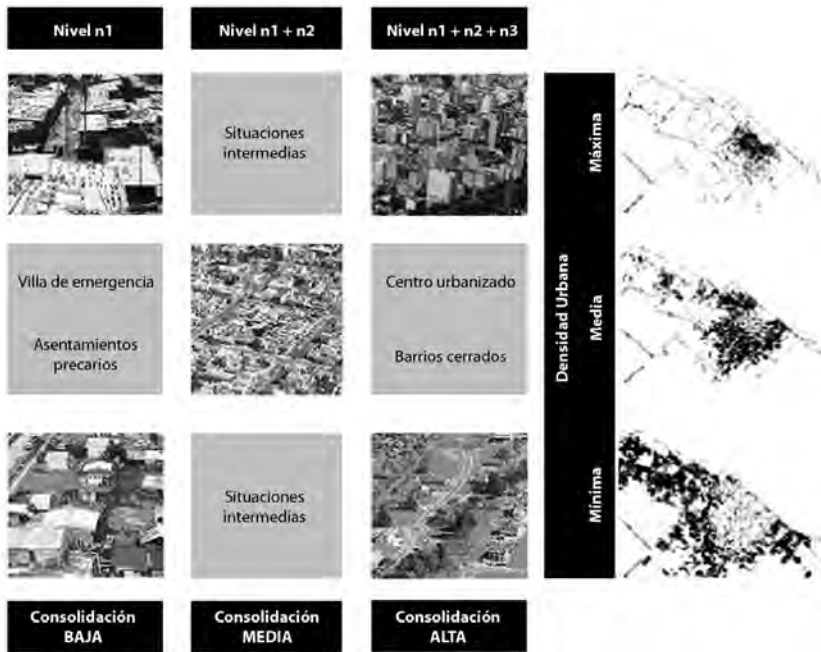 Nivel n1
Nivel n1 + n2
Nivel n1 + n2 + n3
Situaciones
intermedias
Máxima
Villa de emergencia
Asentamientos
precarios
Centro urbanizado
Barrios cerrados
Densidad Urbana
Media
Situaciones
intermedias
Mínima
Consolidación
BAJA
Consolidación
MEDIA
Consolidación
ALTA